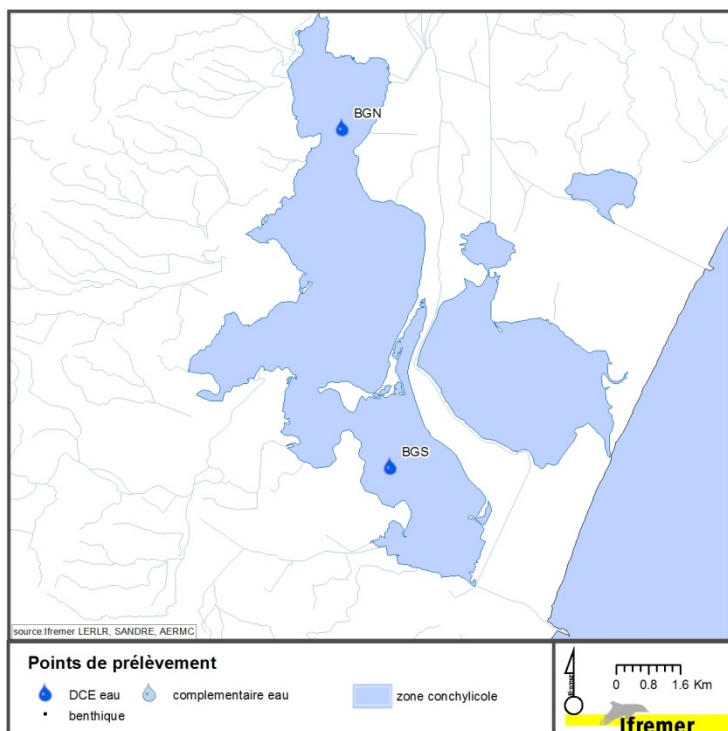 BGN
BGS
source:Ifremer LERLR, SANDRE, AERMC
Points de prélèvement
DCE eau
complementaire eau
zone conchylicole
benthique
0 0.8 1.6 Km
Ifremer